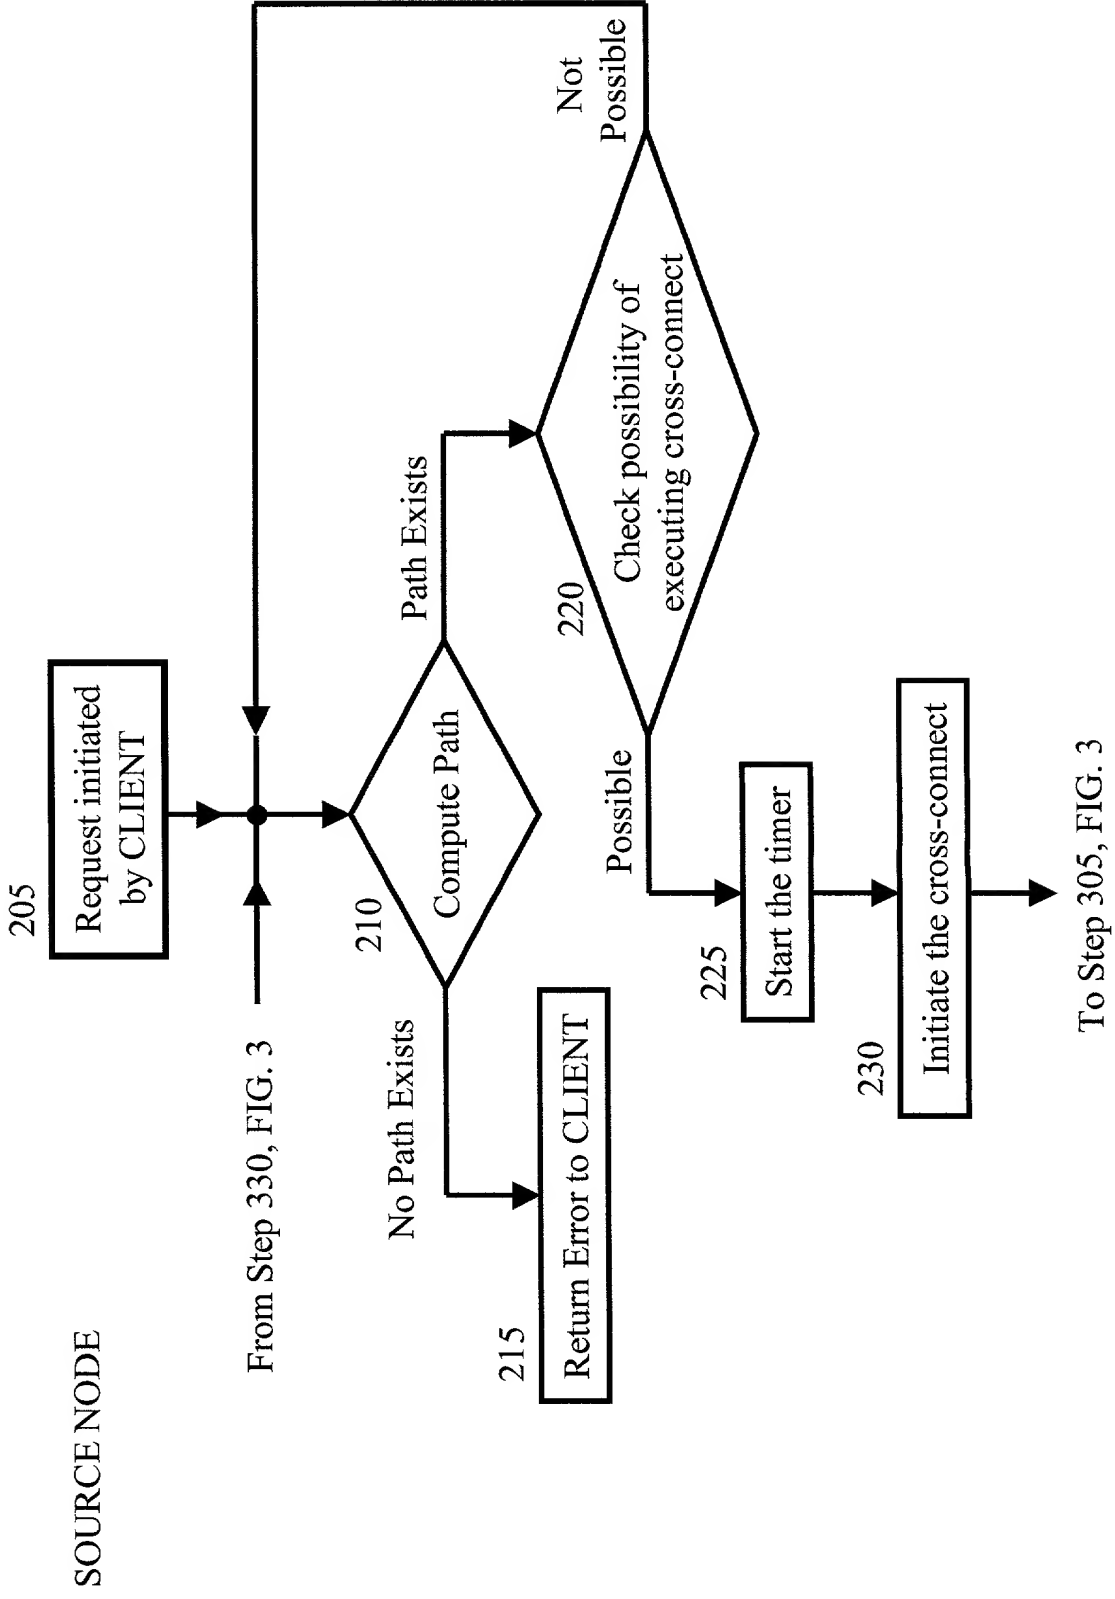 SOURCE NODE
205
Request initiated
by CLIENT
From Step 330, FIG. 3
210
Compute Path
No Path Exists
Path Exists
215
Return Error to CLIENT
220
Check possibility of
executing cross-connect
Not
Possible
Possible
225
Start the timer
230
Initiate the cross-connect
To Step 305, FIG. 3